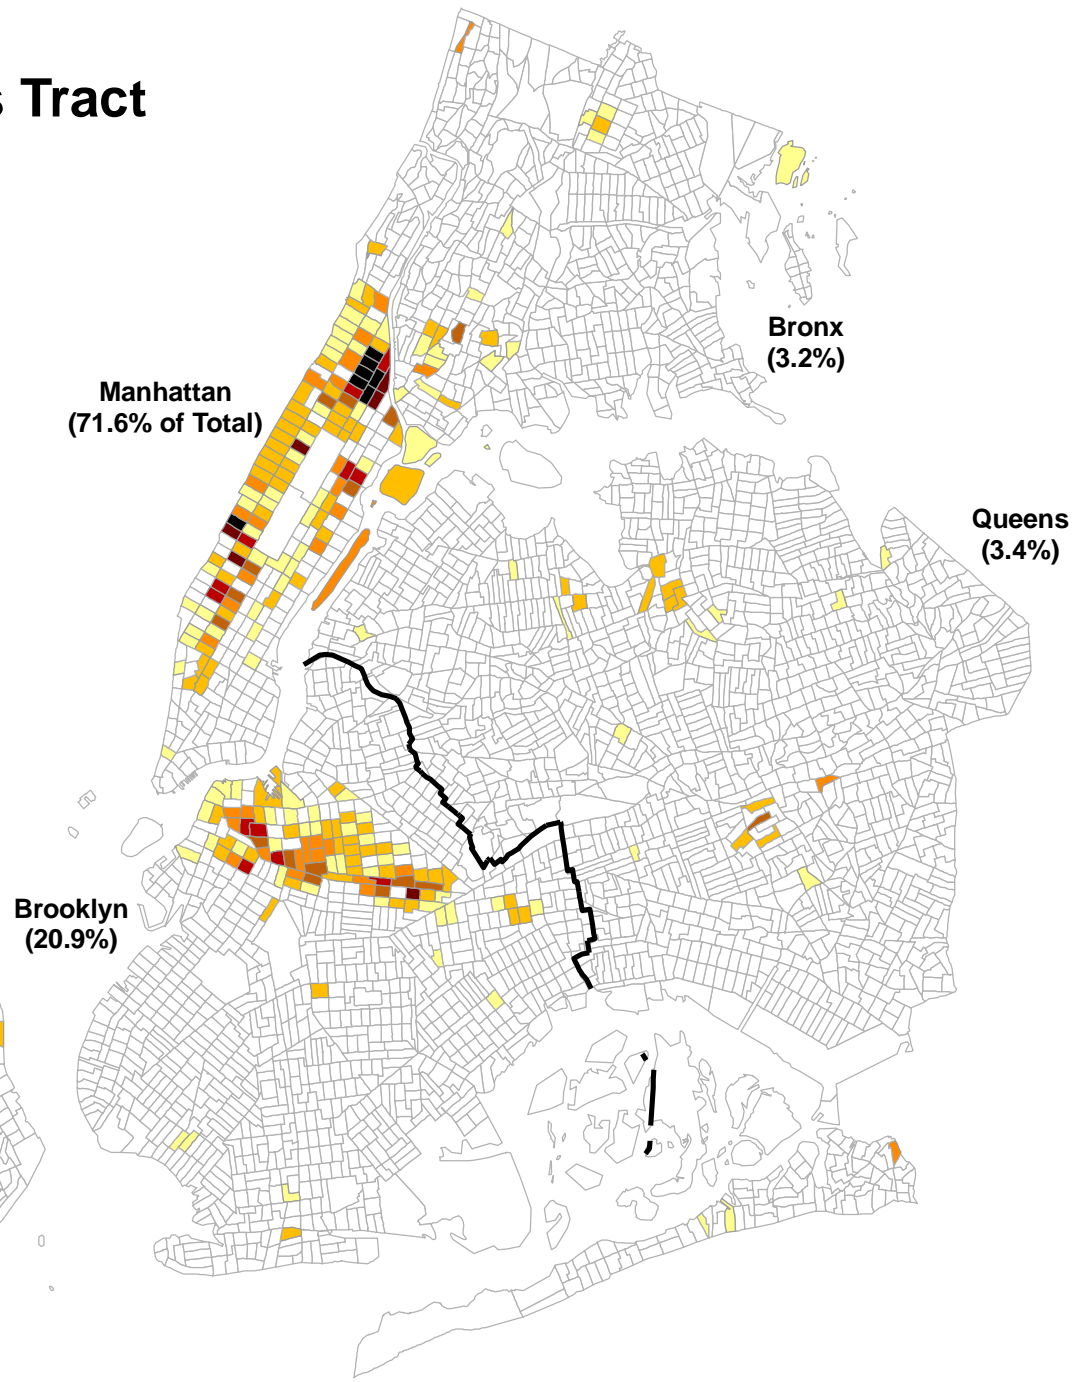 s Tract
Bronx
(3.2%)
Manhattan
(71.6% of Total)
Queens
(3.4%)
Brooklyn
(20.9%)